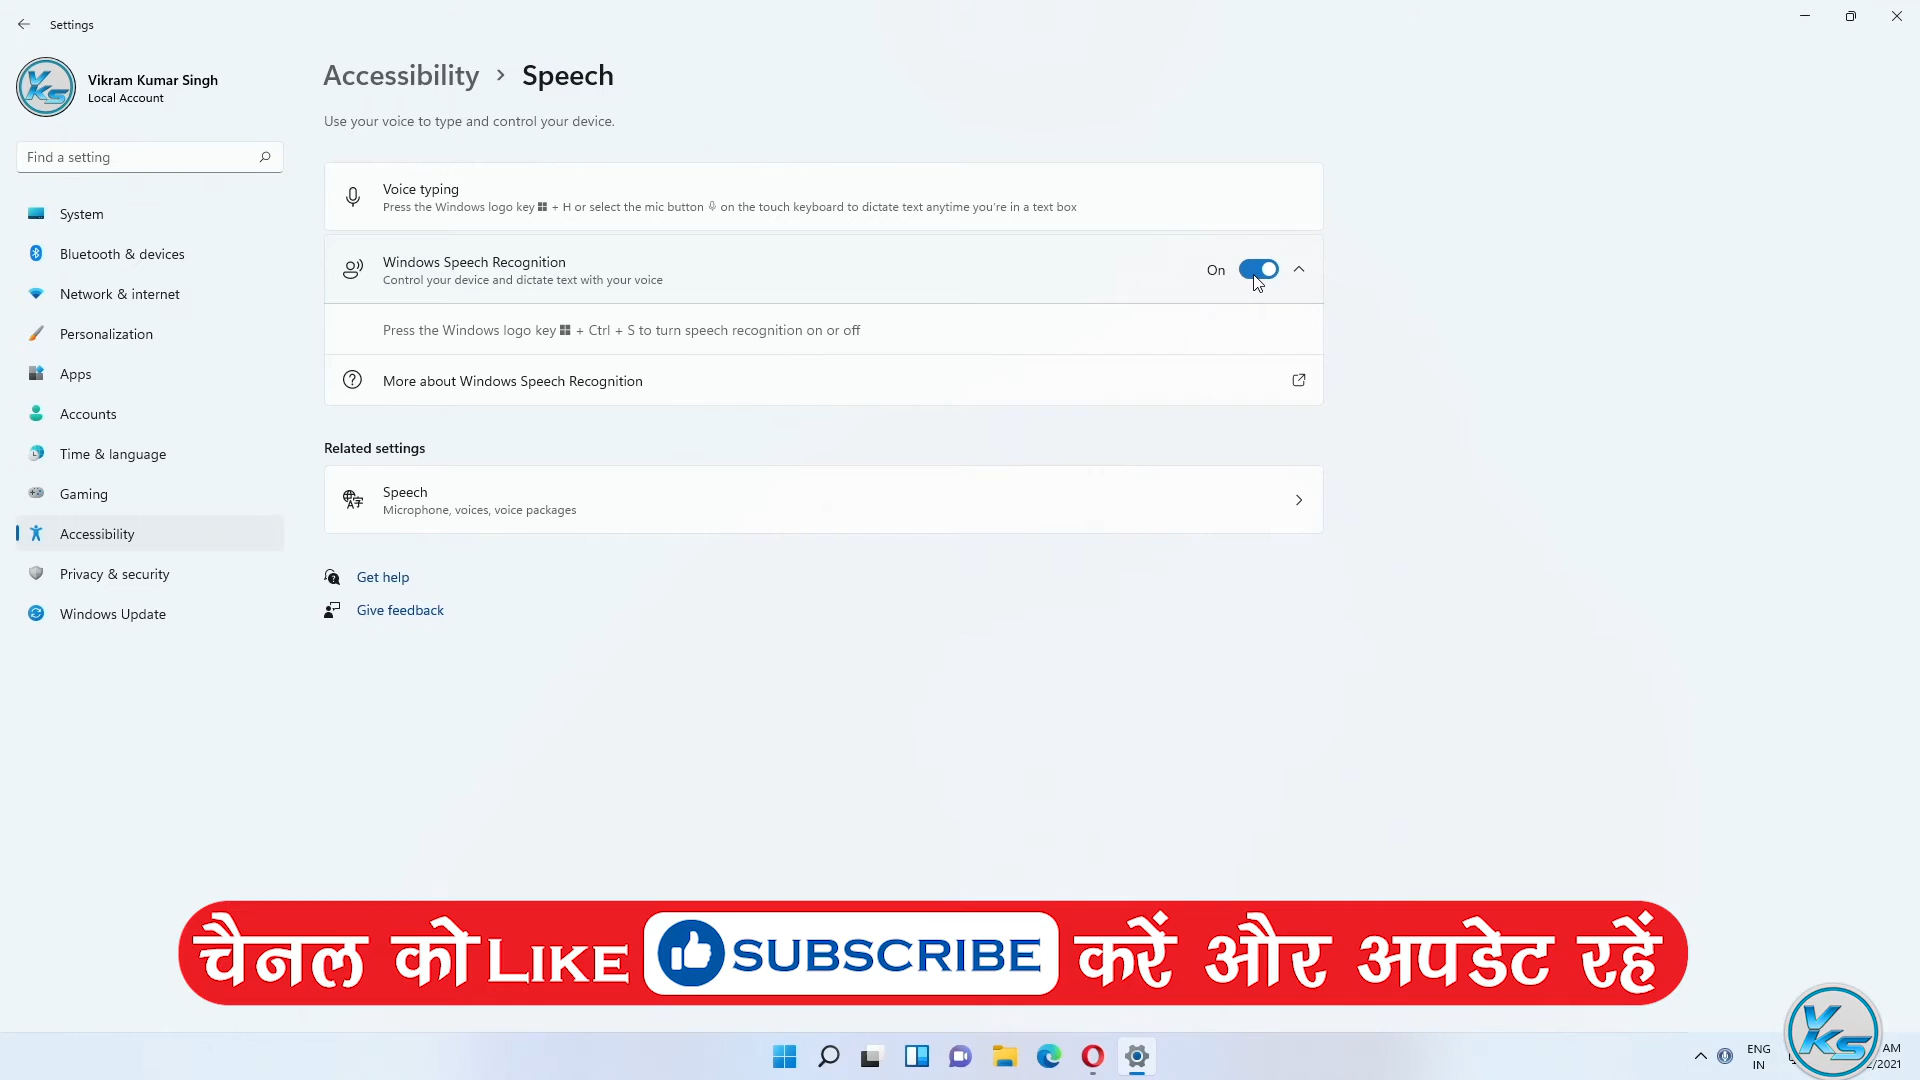 Settings
Vikram Kumar Singh
Local Account
Find a setting
System
Bluetooth & devices
Network & internet
Personalization
Apps
Accounts
Time & language
Gaming
Accessibility
Privacy & security
Windows Update
Accessibility > Speech
Use your voice to type and control your device.
Voice typing
Press the Windows logo key + H or select the mic button on the touch keyboard to dictate text anytime you're in a text box
Windows Speech Recognition
Control your device and dictate text with your voice
On
Press the Windows logo key + Ctrl + S to turn speech recognition on or off
More about Windows Speech Recognition
Related settings
Speech
Microphone, voices, voice packages
Get help
Give feedback
चैनल को LIKE SUBSCRIBE करें और अपडेट रहें
ENG
IN
AM
/2021